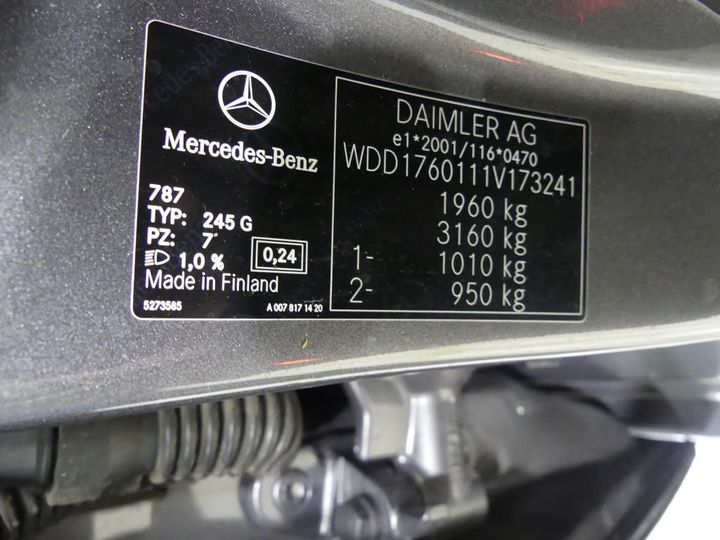 Mercedes-Benz
787
TYP: 245 G
PZ: 7
1,0 %
0,24
Made in Finland
5273585
A 007 817 14 20
DAIMLER AG
e1*2001/116*0470
WDD1760111V173241
1960 kg
3160 kg
1- 1010 kg
2- 950 kg